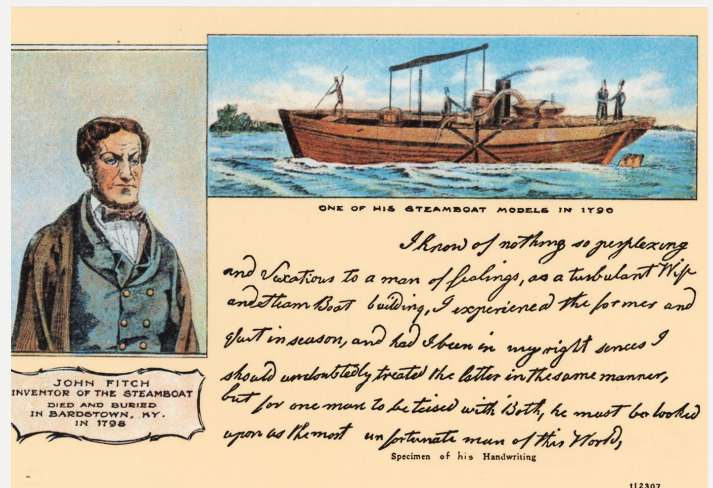 ONE OF HIS STEAMBOAT MODELS IN 1790
I know of nothing so perplexing
and Vaxatious to a man of fealings, as a turbulant Wife
and Steam Boat building, I experienced the former and
quit in season, and had I been in my right sences I
should undoubtedly treated the latter in the same manner,
but for one man to be teised with Both, he must be looked
upon as the most unfortunate man of this World,
Specimen of his Handwriting
JOHN FITCH
INVENTOR OF THE STEAMBOAT
DIED AND BURIED
IN BARDSTOWN, KY.
IN 1798
112307